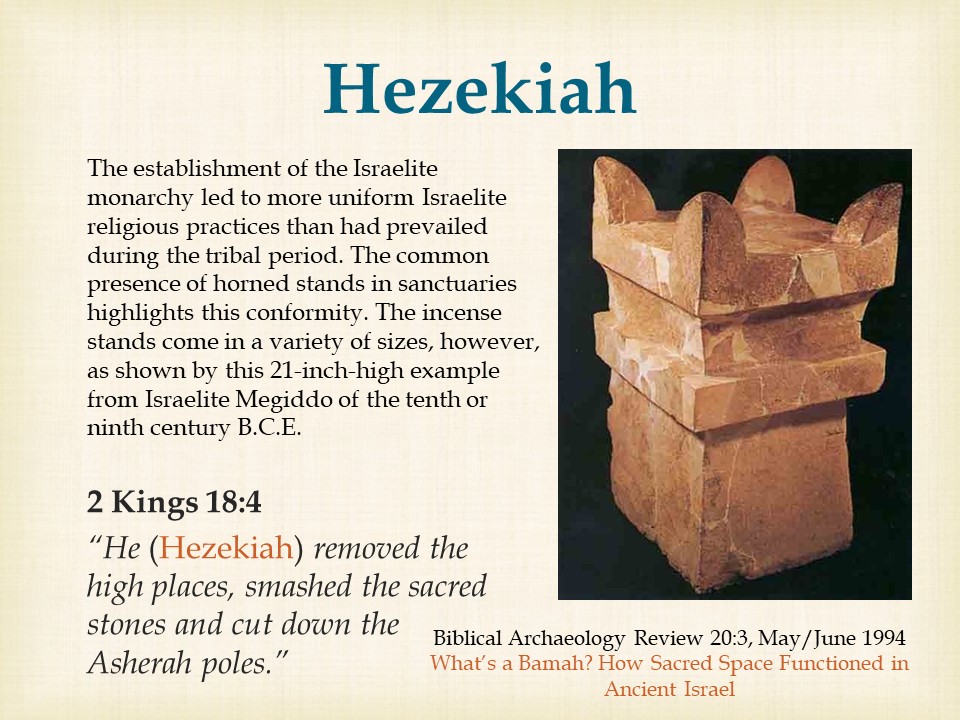 Hezekiah
The establishment of the Israelite
monarchy led to more uniform Israelite
religious practices than had prevailed
during the tribal period. The common
presence of horned stands in sanctuaries
highlights this conformity. The incense
stands come in a variety of sizes, however,
as shown by this 21-inch-high example
from Israelite Megiddo of the tenth or
ninth century B.C.E.
2 Kings 18:4
“He (Hezekiah) removed the
high places, smashed the sacred
stones and cut down the
Asherah poles.”
Biblical Archaeology Review 20:3, May/June 1994
What’s a Bamah? How Sacred Space Functioned in
Ancient Israel